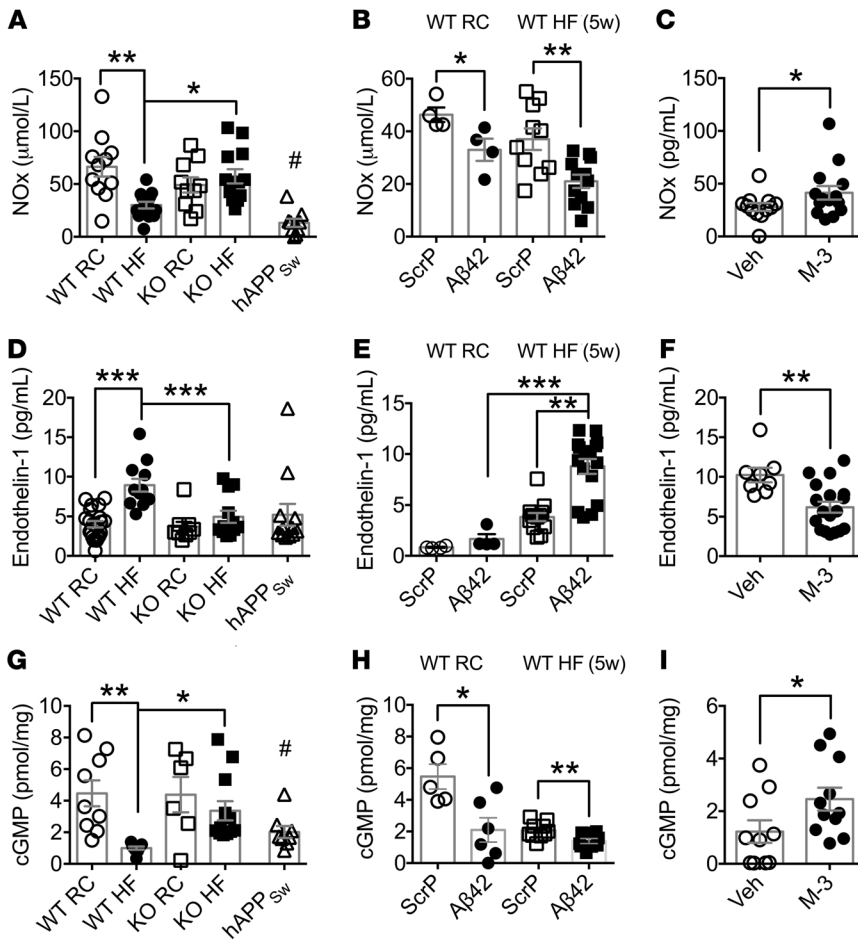 A
NOx (μmol/L)
150
100
50
0
**
*
#
WT RC
WT HF
KO RC
KO HF
hAPPSw
B
WT RC
WT HF (5w)
NOx (μmol/L)
60
40
20
0
*
**
ScrP
Aβ42
ScrP
Aβ42
C
NOx (pg/mL)
150
100
50
0
*
Veh
M-3
D
Endothelin-1 (pg/mL)
20
15
10
5
0
***
***
WT RC
WT HF
KO RC
KO HF
hAPPSw
E
WT RC
WT HF (5w)
Endothelin-1 (pg/mL)
15
10
5
0
***
**
ScrP
Aβ42
ScrP
Aβ42
F
Endothelin-1 (pg/mL)
20
15
10
5
0
**
Veh
M-3
G
cGMP (pmol/mg)
10
8
6
4
2
0
**
*
#
WT RC
WT HF
KO RC
KO HF
hAPPSw
H
WT RC
WT HF (5w)
cGMP (pmol/mg)
10
8
6
4
2
0
*
**
ScrP
Aβ42
ScrP
Aβ42
I
cGMP (pmol/mg)
6
4
2
0
*
Veh
M-3